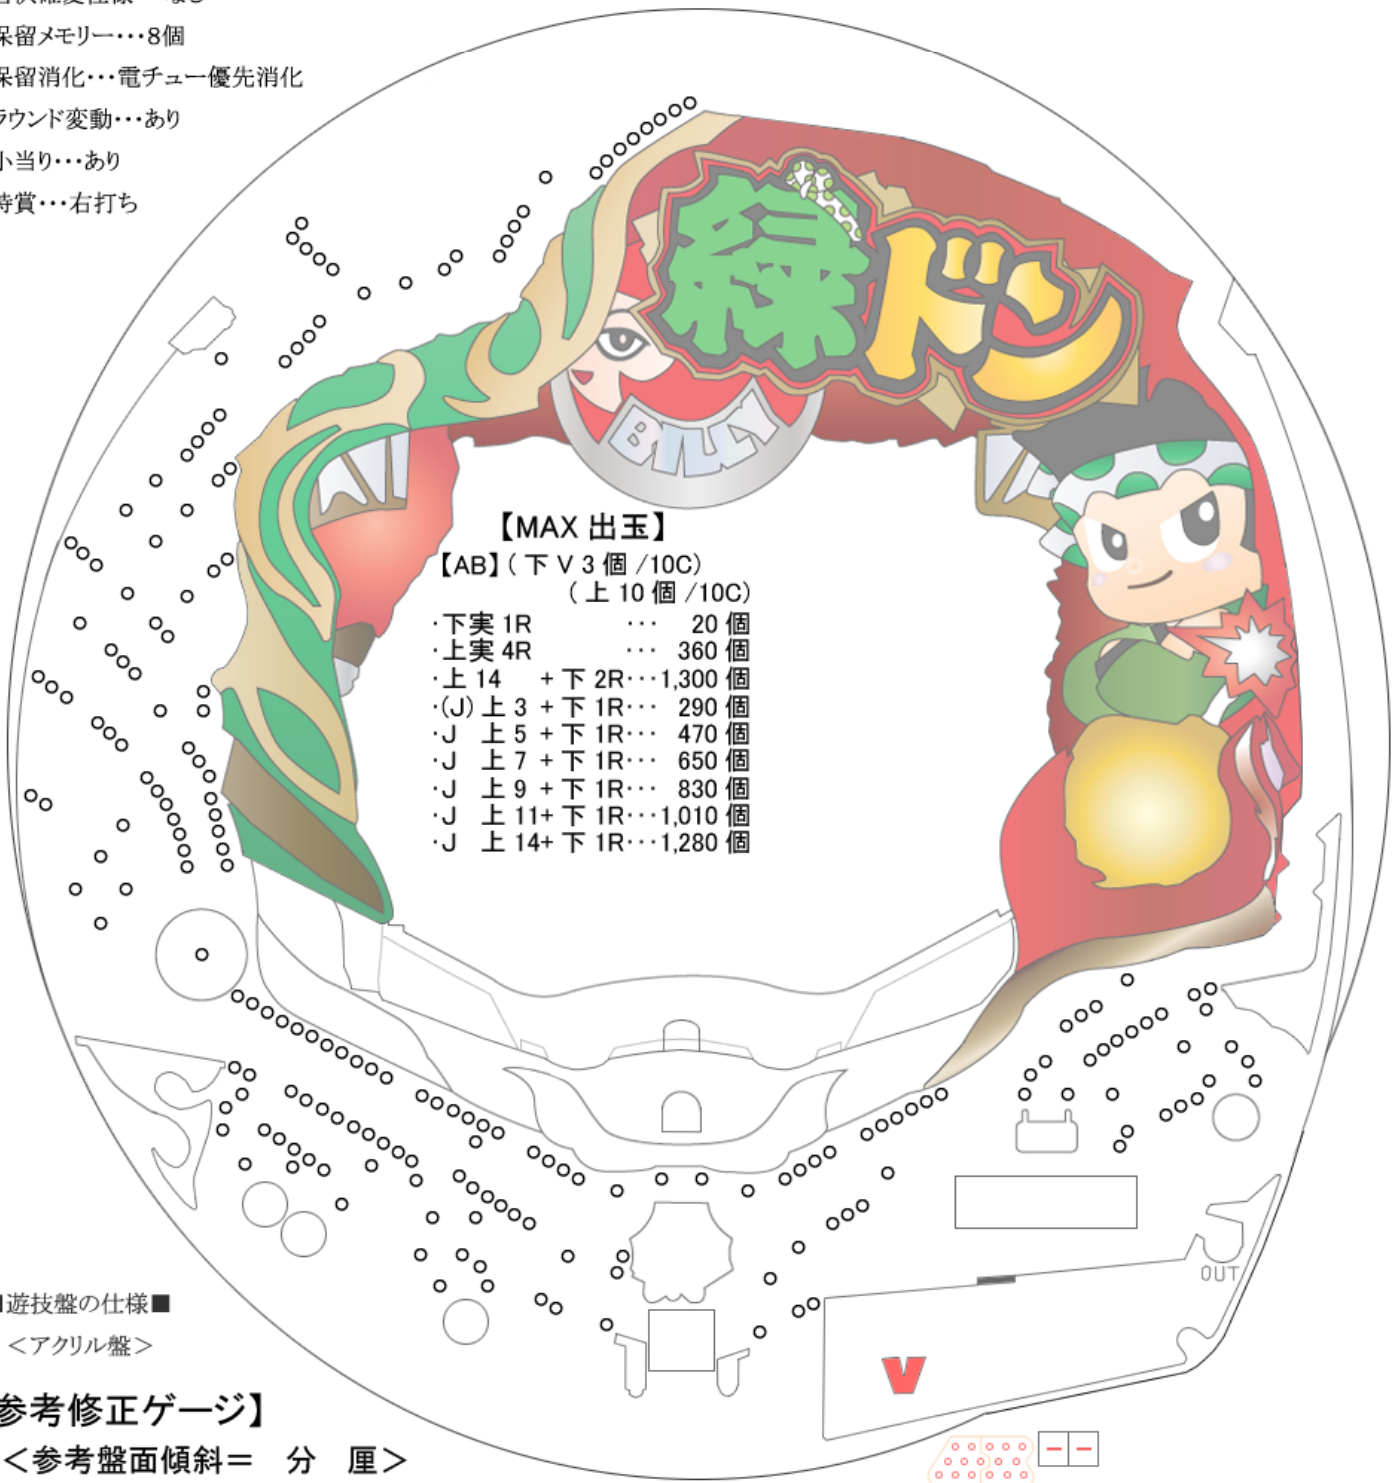 保留メモリー･･･8個
保留消化･･･電チュー優先消化
ラウンド変動･･･あり
小当り･･･あり
特賞･･･右打ち
緑ドン
BILLY
【MAX 出玉】
【AB】( 下 V 3 個 /10C)
( 上 10 個 /10C)
･下実 1R ･･･ 20 個
･上実 4R ･･･ 360 個
･上 14 + 下 2R･･･1,300 個
･(J) 上 3 + 下 1R･･･ 290 個
･J 上 5 + 下 1R･･･ 470 個
･J 上 7 + 下 1R･･･ 650 個
･J 上 9 + 下 1R･･･ 830 個
･J 上 11+ 下 1R･･･1,010 個
･J 上 14+ 下 1R･･･1,280 個
OUT
■遊技盤の仕様■
＜アクリル盤＞
V
参考修正ゲージ】
＜参考盤面傾斜＝ 分 厘＞